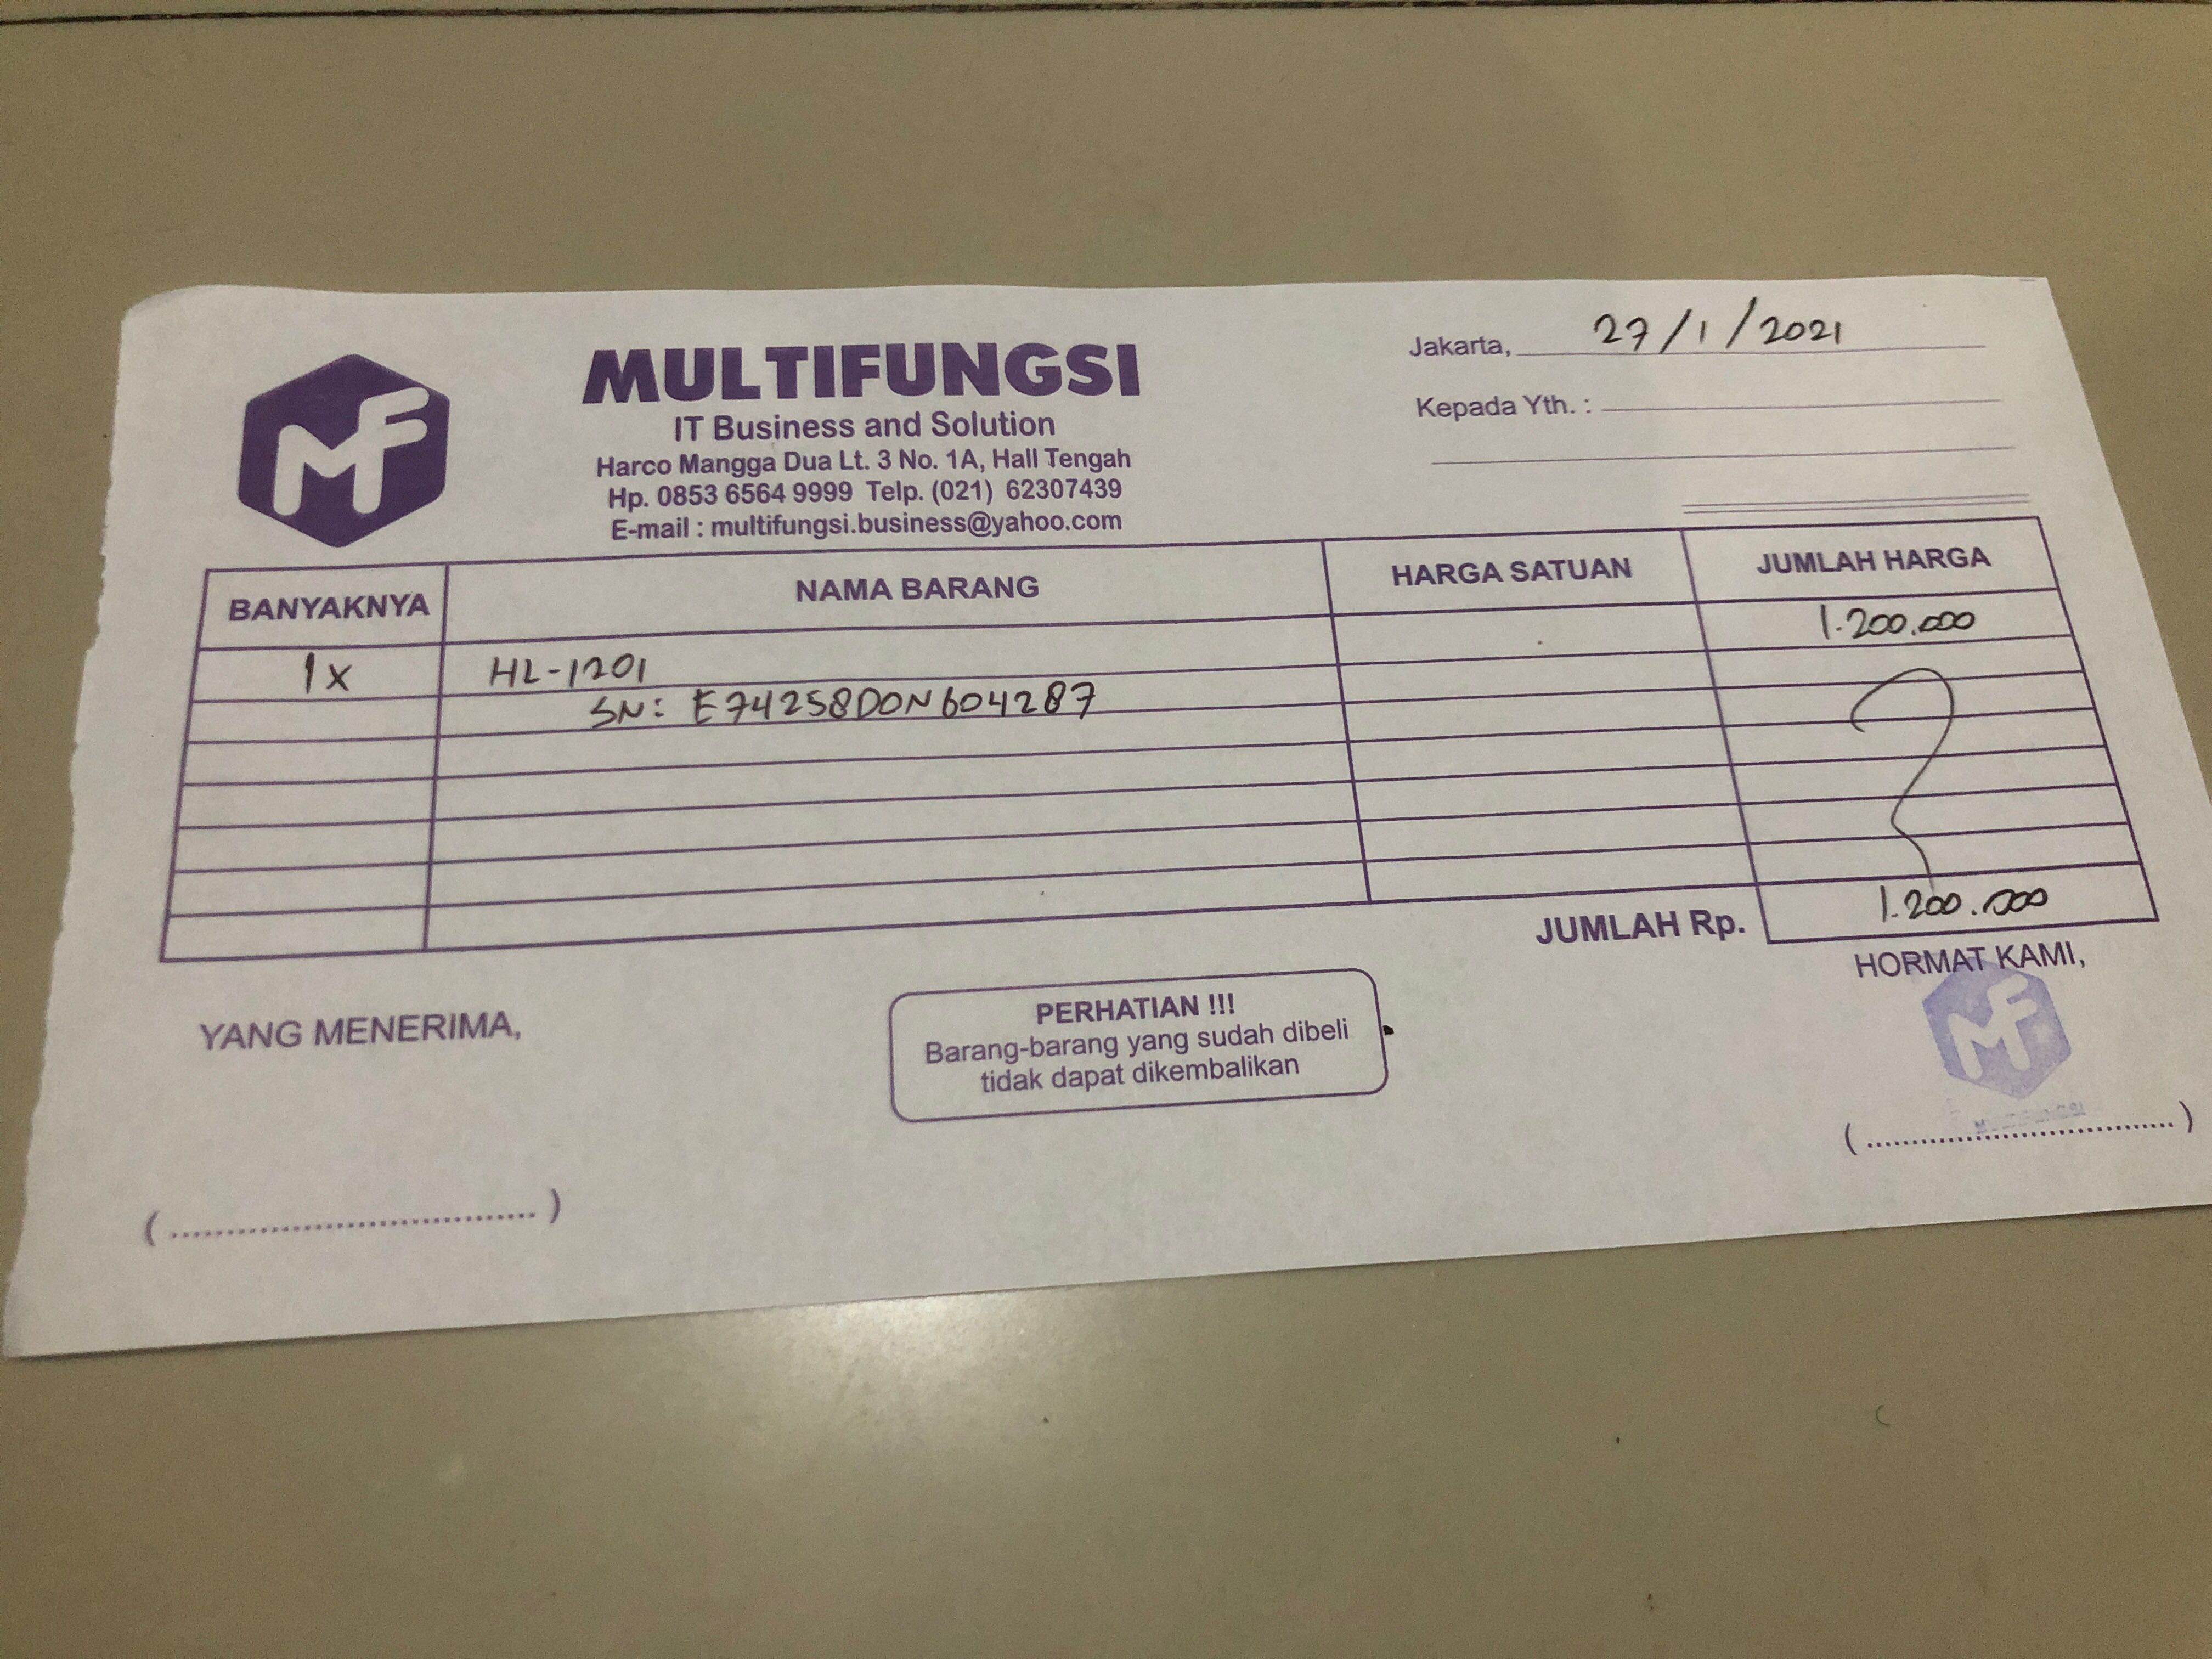 MF
MULTIFUNGSI
IT Business and Solution
Harco Mangga Dua Lt. 3 No. 1A, Hall Tengah
Hp. 0853 6564 9999 Telp. (021) 62307439
E-mail : multifungsi.business@yahoo.com
Jakarta, 27/1/2021
Kepada Yth. :
BANYAKNYA NAMA BARANG HARGA SATUAN JUMLAH HARGA
1x HL-1201 1.200.000
SN: E74258D0N604287
JUMLAH Rp. 1.200.000
YANG MENERIMA,
PERHATIAN !!!
Barang-barang yang sudah dibeli
tidak dapat dikembalikan
HORMAT KAMI,
MF
MULTIFUNGSI
(....................................)
(....................................)